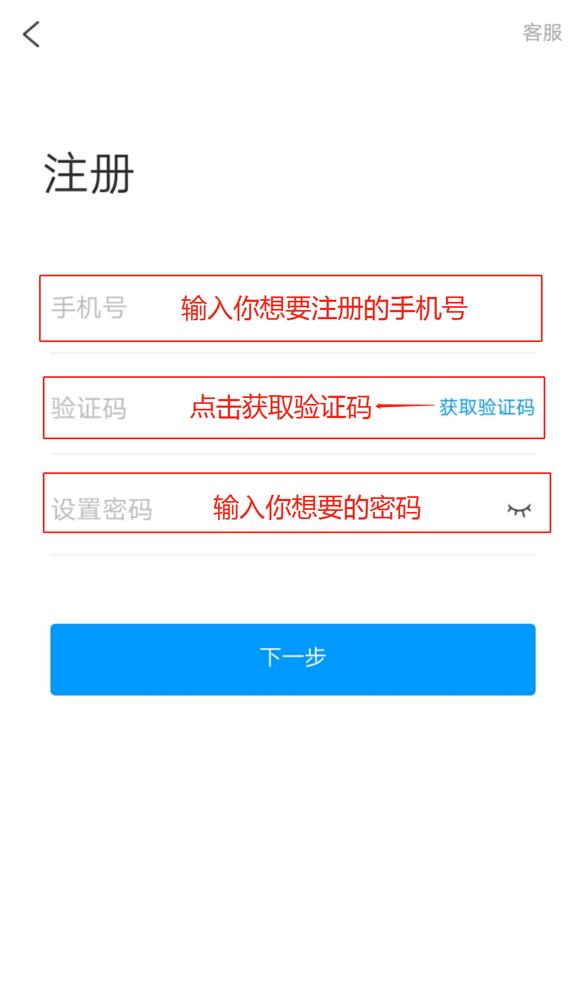 客服
注册
手机号 输入你想要注册的手机号
验证码 点击获取验证码 获取验证码
设置密码 输入你想要的密码
下一步